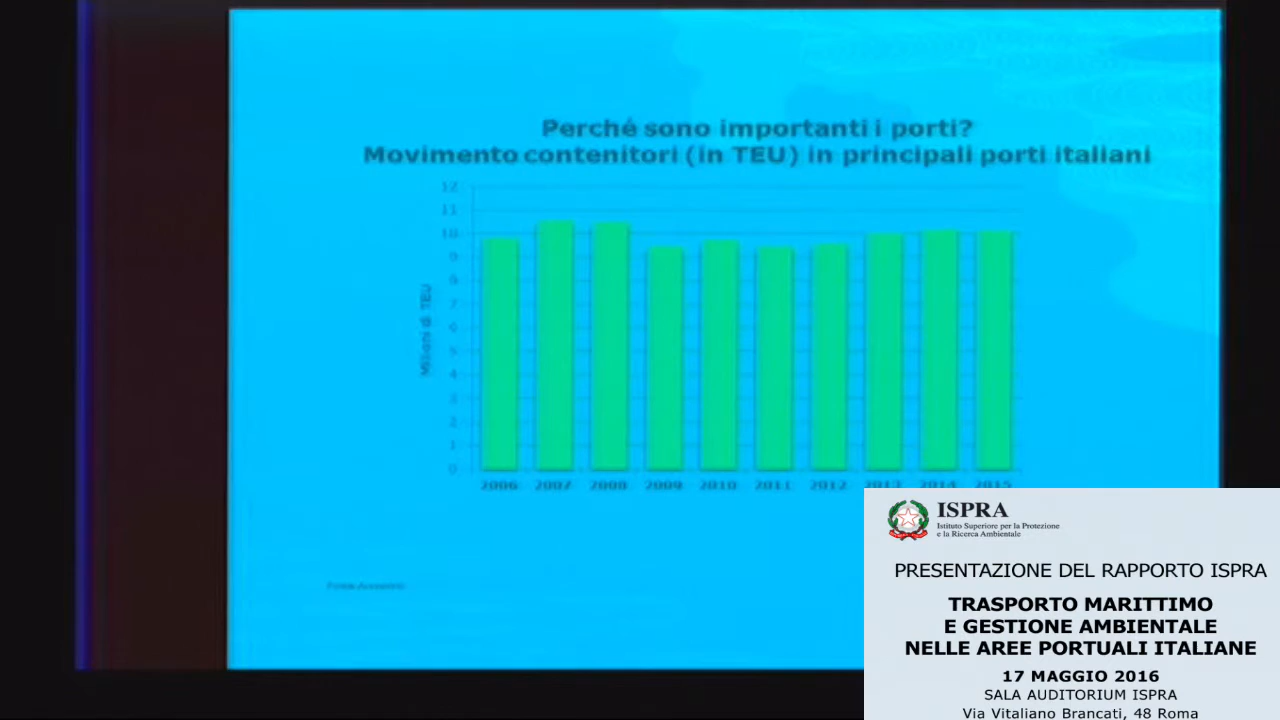 Perché sono importanti i porti?
Movimento contenitori (in TEU) in principali porti italiani
12
11
10
9
8
7
6
5
4
3
2
1
0
Milioni di TEU
2006 2007 2008 2009 2010 2011 2012 2013 2014 2015
Fonte: Assoporti
ISPRA
Istituto Superiore per la Protezione
e la Ricerca Ambientale
PRESENTAZIONE DEL RAPPORTO ISPRA
TRASPORTO MARITTIMO
E GESTIONE AMBIENTALE
NELLE AREE PORTUALI ITALIANE
17 MAGGIO 2016
SALA AUDITORIUM ISPRA
Via Vitaliano Brancati, 48 Roma